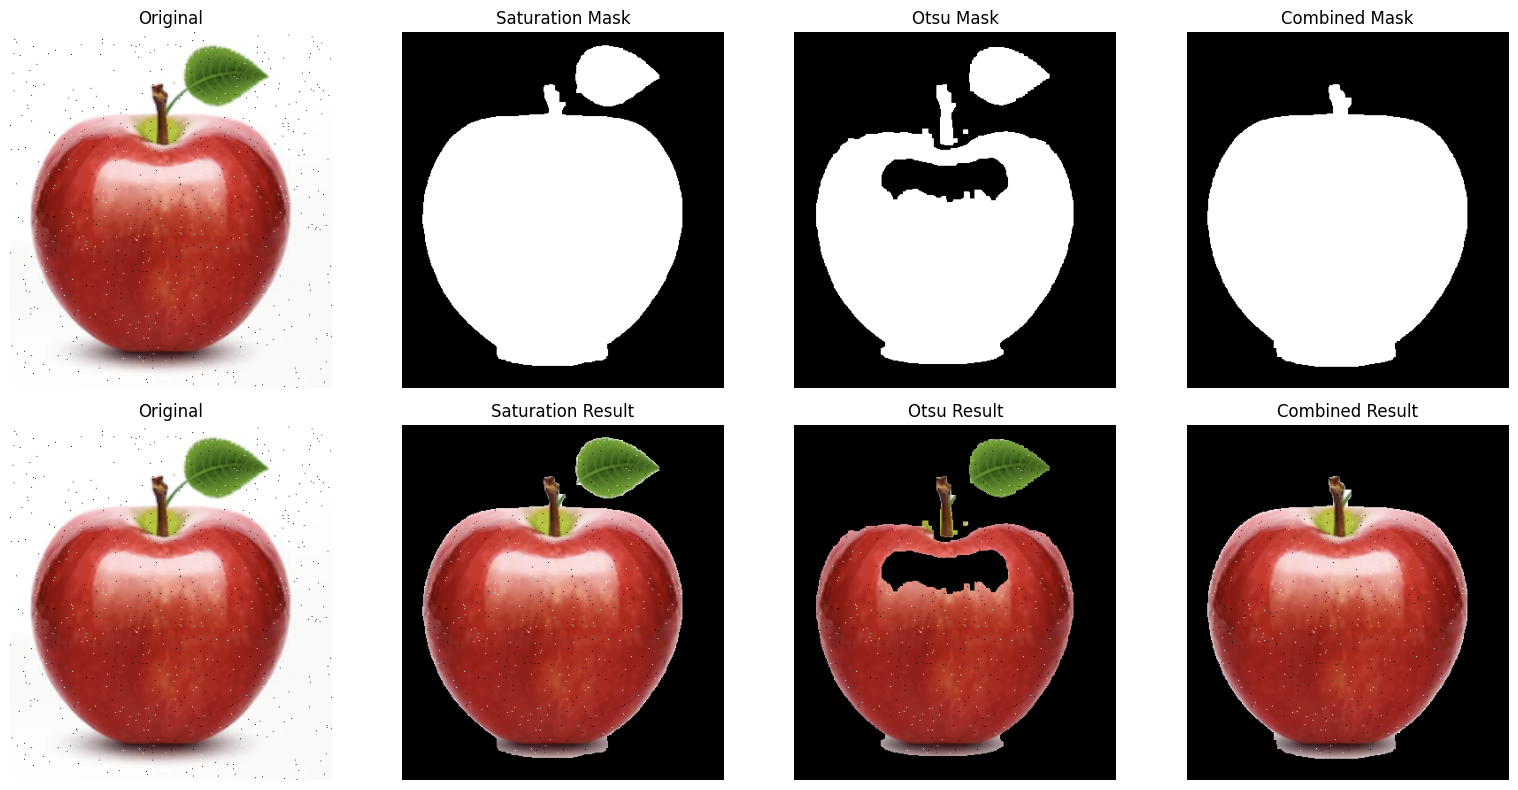 Original
Saturation Mask
Otsu Mask
Combined Mask
Original
Saturation Result
Otsu Result
Combined Result